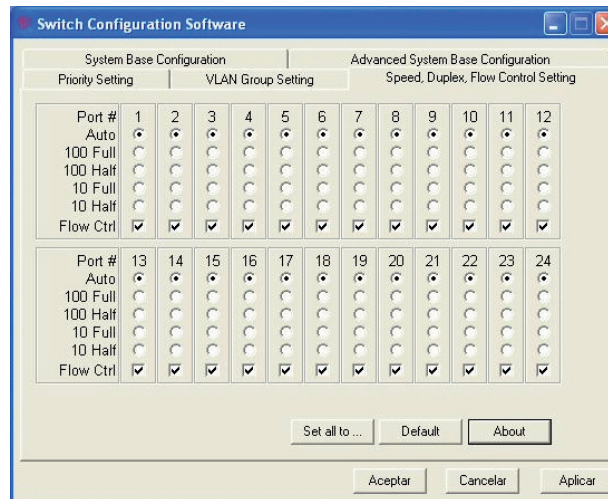 Switch Configuration Software
System Base Configuration Advanced System Base Configuration
Priority Setting VLAN Group Setting Speed, Duplex, Flow Control Setting
Port # 1 2 3 4 5 6 7 8 9 10 11 12
Auto
100 Full
100 Half
10 Full
10 Half
Flow Ctrl
Port # 13 14 15 16 17 18 19 20 21 22 23 24
Auto
100 Full
100 Half
10 Full
10 Half
Flow Ctrl
Set all to ... Default About
Aceptar Cancelar Aplicar